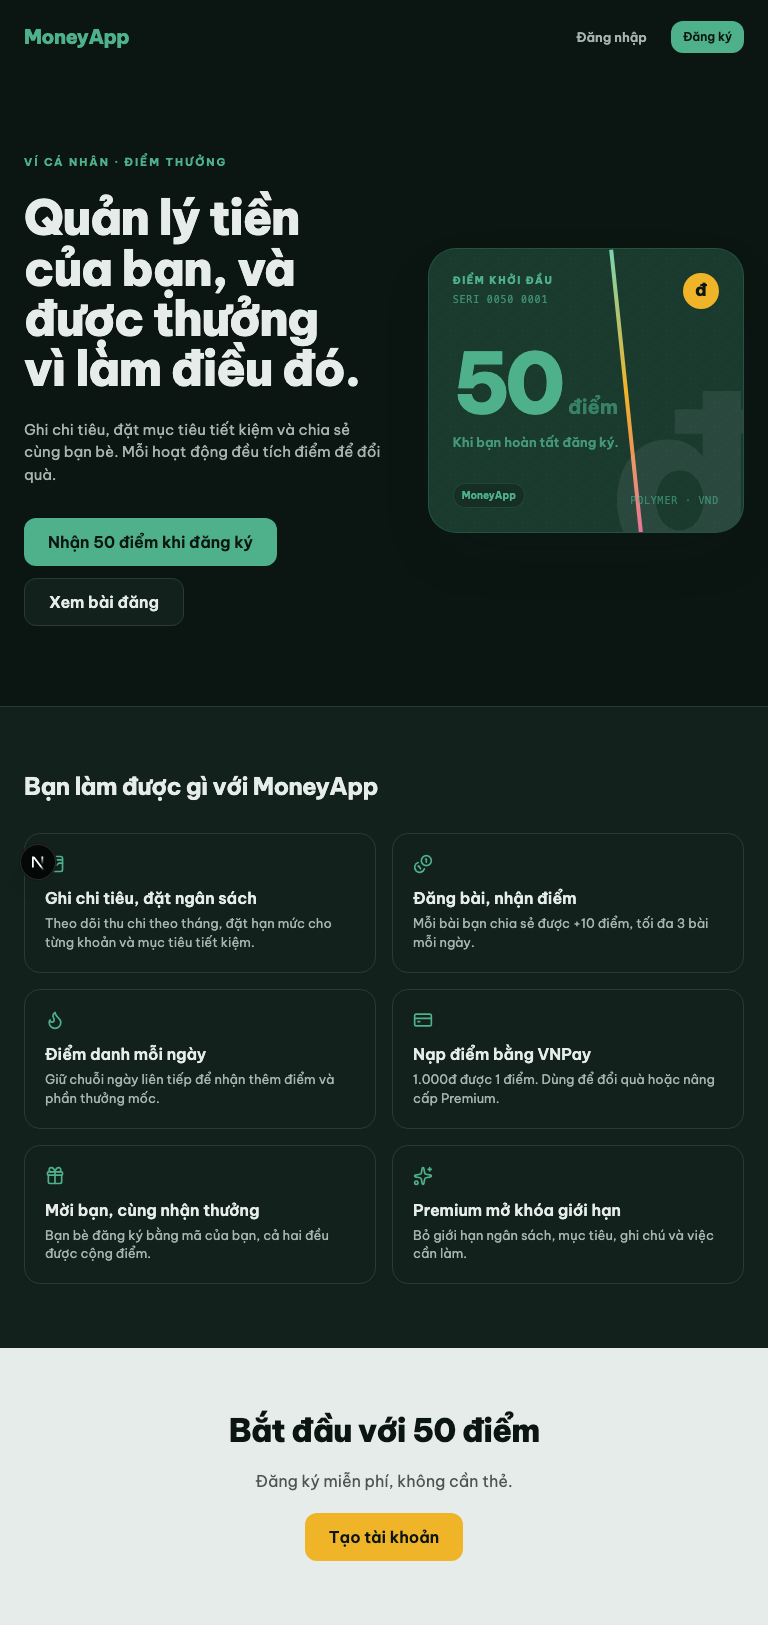 MoneyApp
Đăng nhập
Đăng ký
VÍ CÁ NHÂN · ĐIỂM THƯỞNG
Quản lý tiền
của bạn, và
được thưởng
vì làm điều đó.
Ghi chi tiêu, đặt mục tiêu tiết kiệm và chia sẻ
cùng bạn bè. Mỗi hoạt động đều tích điểm để đổi
quà.
Nhận 50 điểm khi đăng ký
Xem bài đăng
ĐIỂM KHỞI ĐẦU
SERI 0050 0001
đ
50 điểm
Khi bạn hoàn tất đăng ký.
MoneyApp
đ
POLYMER · VND
Bạn làm được gì với MoneyApp
N
Ghi chi tiêu, đặt ngân sách
Theo dõi thu chi theo tháng, đặt hạn mức cho
từng khoản và mục tiêu tiết kiệm.
Đăng bài, nhận điểm
Mỗi bài bạn chia sẻ được +10 điểm, tối đa 3 bài
mỗi ngày.
Điểm danh mỗi ngày
Giữ chuỗi ngày liên tiếp để nhận thêm điểm và
phần thưởng mốc.
Nạp điểm bằng VNPay
1.000đ được 1 điểm. Dùng để đổi quà hoặc nâng
cấp Premium.
Mời bạn, cùng nhận thưởng
Bạn bè đăng ký bằng mã của bạn, cả hai đều
được cộng điểm.
Premium mở khóa giới hạn
Bỏ giới hạn ngân sách, mục tiêu, ghi chú và việc
cần làm.
Bắt đầu với 50 điểm
Đăng ký miễn phí, không cần thẻ.
Tạo tài khoản